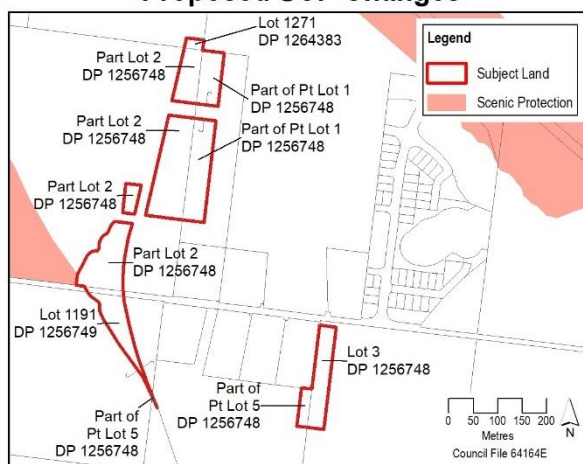 Proposed SCP Changes
Lot 1271
DP 1264383
Part Lot 2
DP 1256748
Part of Pt Lot 1
DP 1256748
Part Lot 2
DP 1256748
Part of Pt Lot 1
DP 1256748
Part Lot 2
DP 1256748
Part Lot 2
DP 1256748
Lot 1191
DP 1256749
Part of
Pt Lot 5
DP 1256748
Lot 3
DP 1256748
Part of
Pt Lot 5
DP 1256748
Legend
Subject Land
Scenic Protection
0 50 100 150 200
Metres
N
Council File 64164E